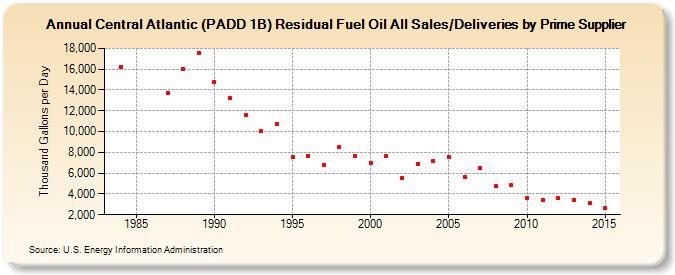 Annual Central Atlantic (PADD 1B) Residual Fuel Oil All Sales/Deliveries by Prime Supplier
Thousand Gallons per Day
18,000
16,000
14,000
12,000
10,000
8,000
6,000
4,000
2,000
1985 1990 1995 2000 2005 2010 2015
Source: U.S. Energy Information Administration